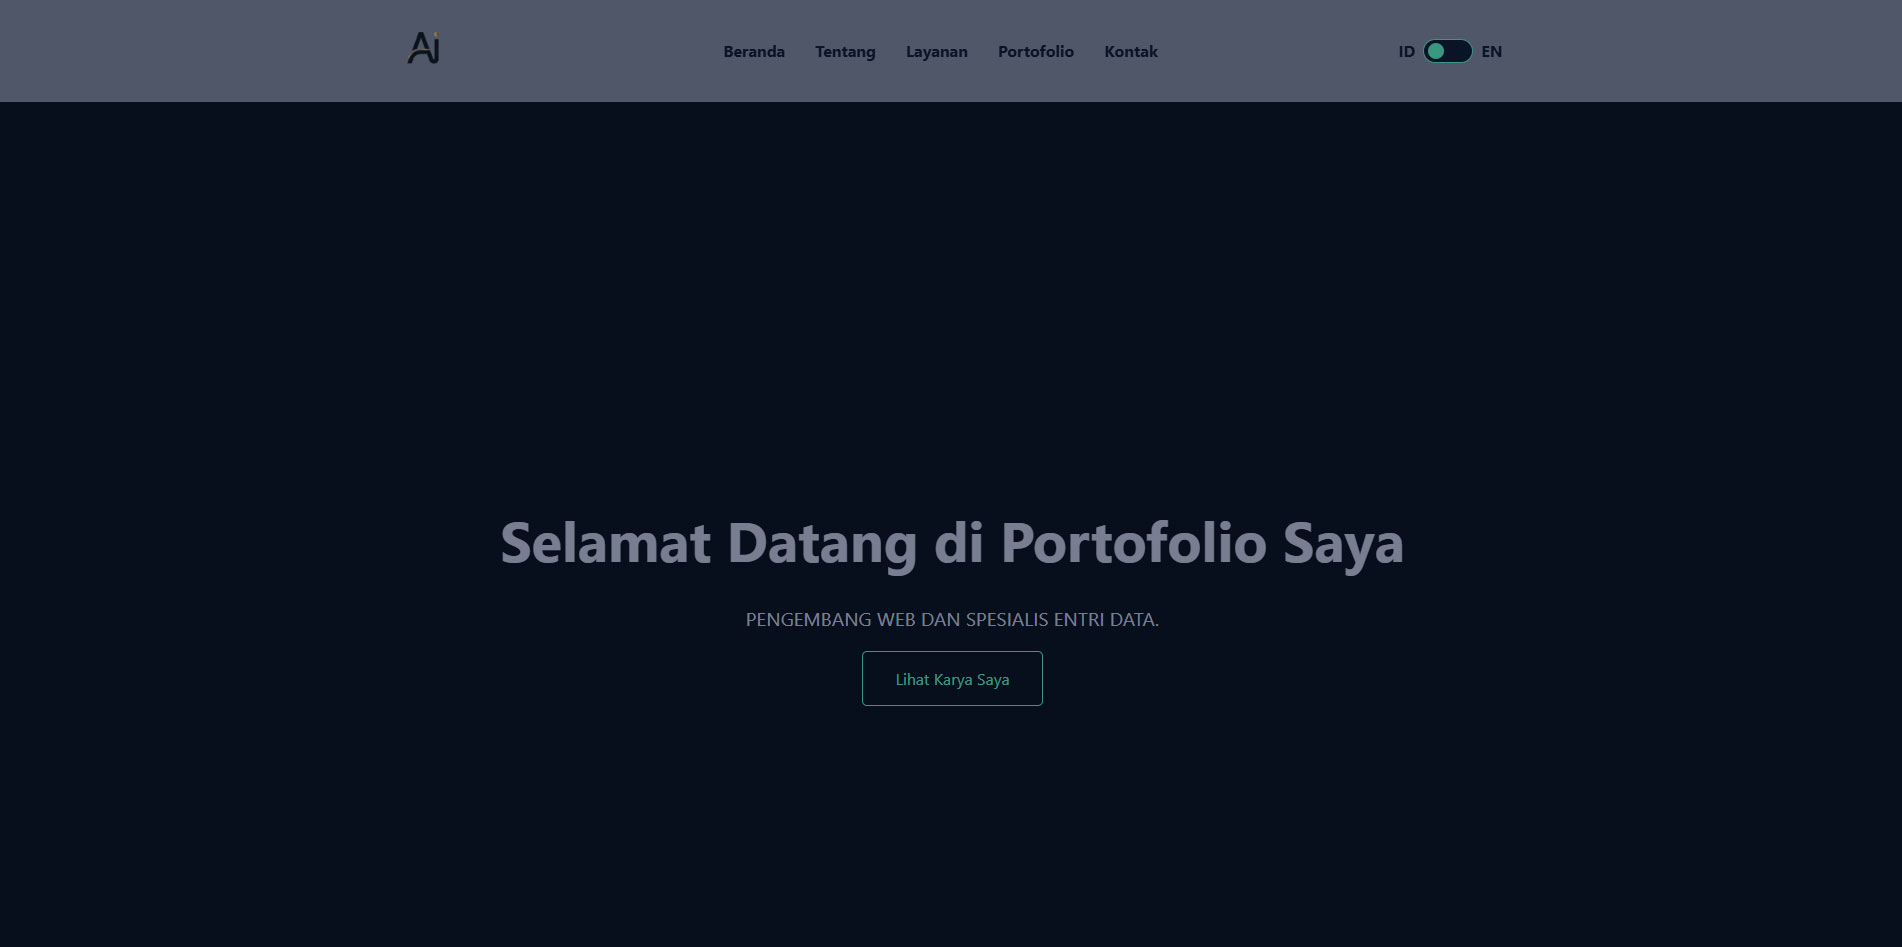 Ai
Beranda Tentang Layanan Portofolio Kontak
ID EN
Selamat Datang di Portofolio Saya
PENGEMBANG WEB DAN SPESIALIS ENTRI DATA.
Lihat Karya Saya